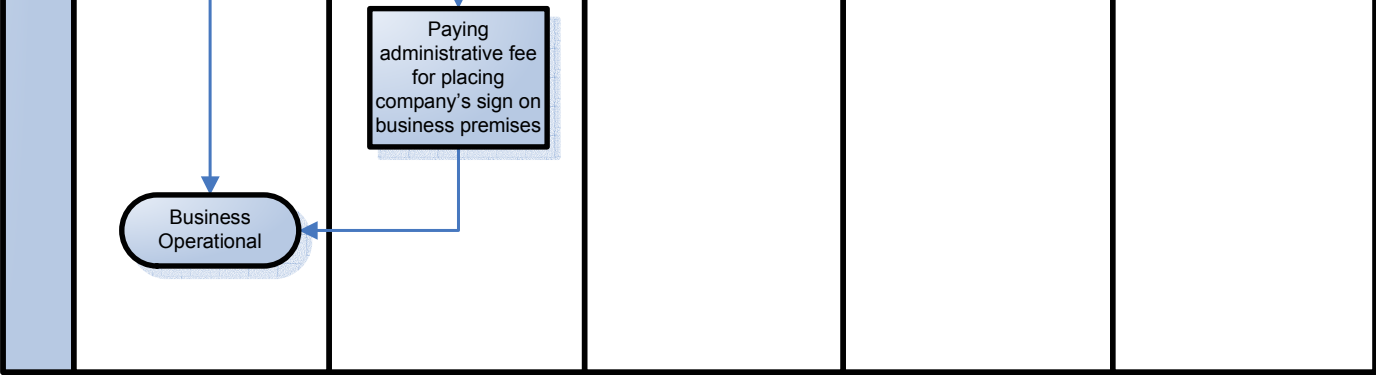 Paying
administrative fee
for placing
company’s sign on
business premises
Business
Operational